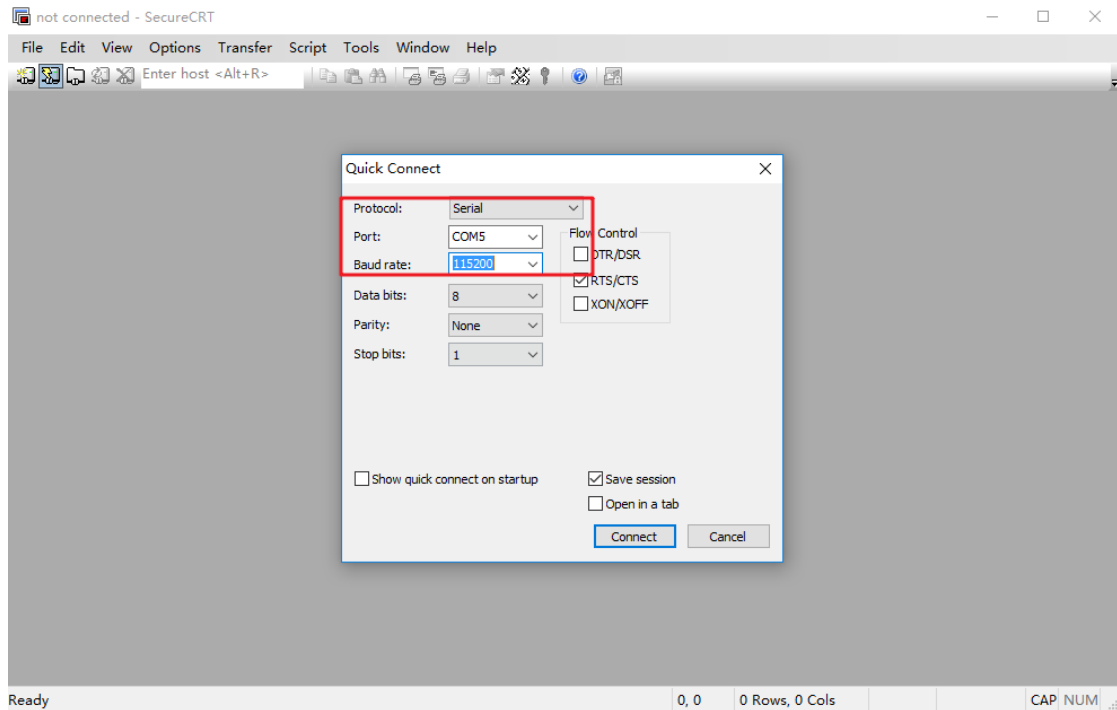 not connected - SecureCRT
File Edit View Options Transfer Script Tools Window Help
Enter host <Alt+R>
Quick Connect
Protocol: Serial
Port: COM5
Flow Control
Baud rate: 115200
DTR/DSR
RTS/CTS
Data bits: 8
XON/XOFF
Parity: None
Stop bits: 1
Show quick connect on startup
Save session
Open in a tab
Connect Cancel
Ready 0, 0 0 Rows, 0 Cols CAP NUM